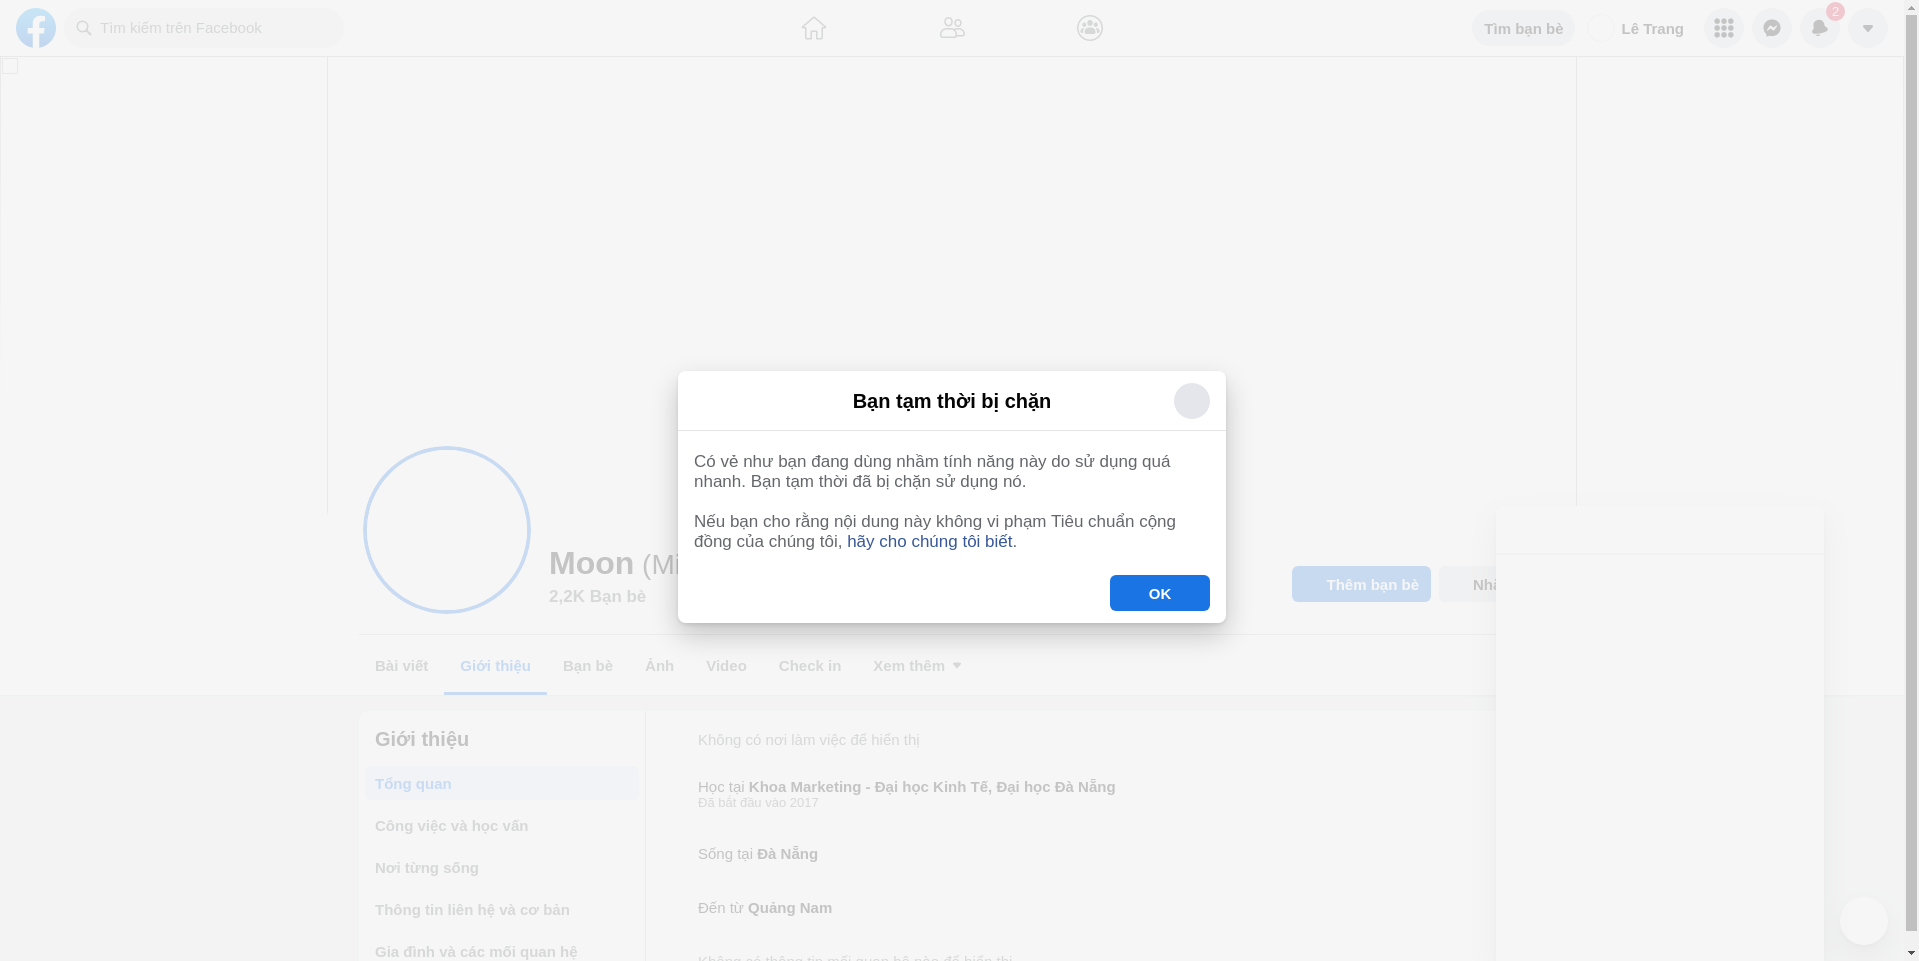 Tìm kiếm trên Facebook
Tìm bạn bè
Lê Trang
2
Bạn tạm thời bị chặn
Có vẻ như bạn đang dùng nhầm tính năng này do sử dụng quá
nhanh. Bạn tạm thời đã bị chặn sử dụng nó.
Nếu bạn cho rằng nội dung này không vi phạm Tiêu chuẩn cộng
đồng của chúng tôi, hãy cho chúng tôi biết.
OK
Moon (Mi
2,2K Bạn bè
Thêm bạn bè
Bài viết
Giới thiệu
Bạn bè
Ảnh
Video
Check in
Xem thêm
Giới thiệu
Tổng quan
Công việc và học vấn
Nơi từng sống
Thông tin liên hệ và cơ bản
Gia đình và các mối quan hệ
Không có nơi làm việc để hiển thị
Học tại Khoa Marketing - Đại học Kinh Tế, Đại học Đà Nẵng
Đã bắt đầu vào 2017
Sống tại Đà Nẵng
Đến từ Quảng Nam
Không có thông tin mối quan hệ nào để hiển thị